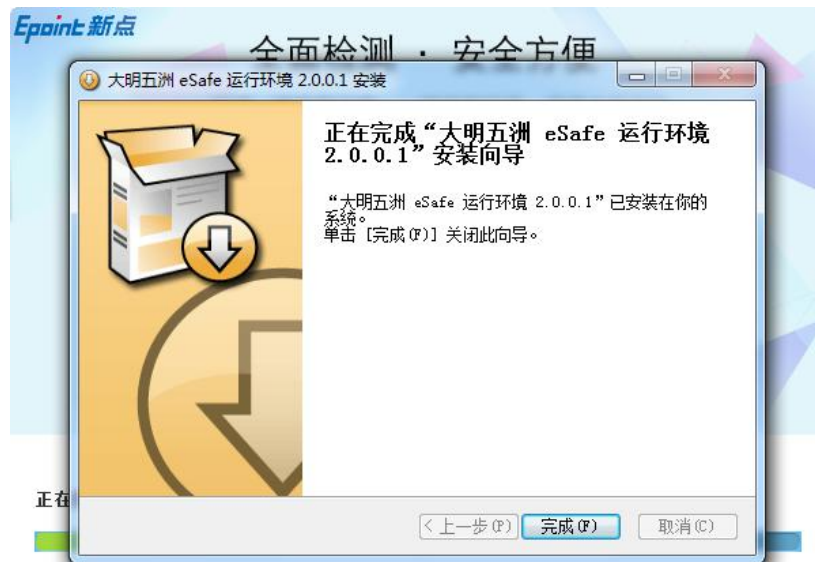 Epoint 新点
全面检测 · 安全方便
大明五洲 eSafe 运行环境 2.0.0.1 安装
正在完成“大明五洲 eSafe 运行环境
2.0.0.1”安装向导
“大明五洲 eSafe 运行环境 2.0.0.1”已安装在你的
系统。
单击 [完成(F)] 关闭此向导。
正在
<上一步(P) 完成(F) 取消(C)